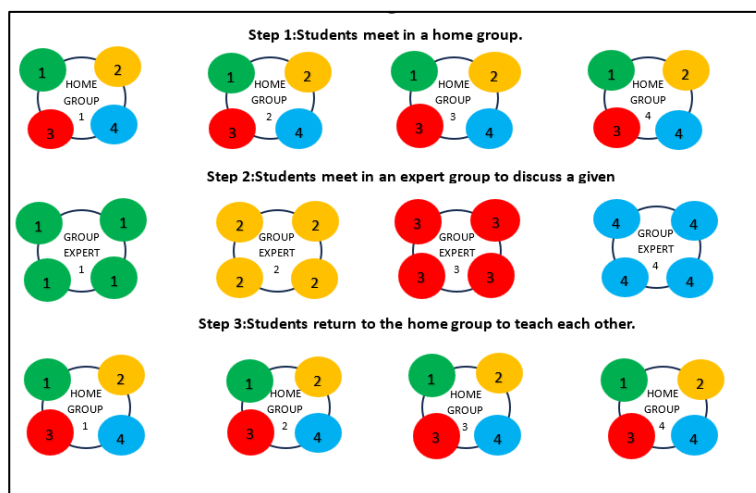 Step 1:Students meet in a home group.
1 2 1 2 1 2 1 2
HOME HOME HOME HOME
GROUP GROUP GROUP GROUP
1 2 3 4
3 4 3 4 3 4 3 4
Step 2:Students meet in an expert group to discuss a given
1 1 2 2 3 3 4 4
GROUP GROUP GROUP GROUP
EXPERT EXPERT EXPERT EXPERT
1 2 3 4
1 1 2 2 3 3 4 4
Step 3:Students return to the home group to teach each other.
1 2 1 2 1 2 1 2
HOME HOME HOME HOME
GROUP GROUP GROUP GROUP
1 2 3 4
3 4 3 4 3 4 3 4